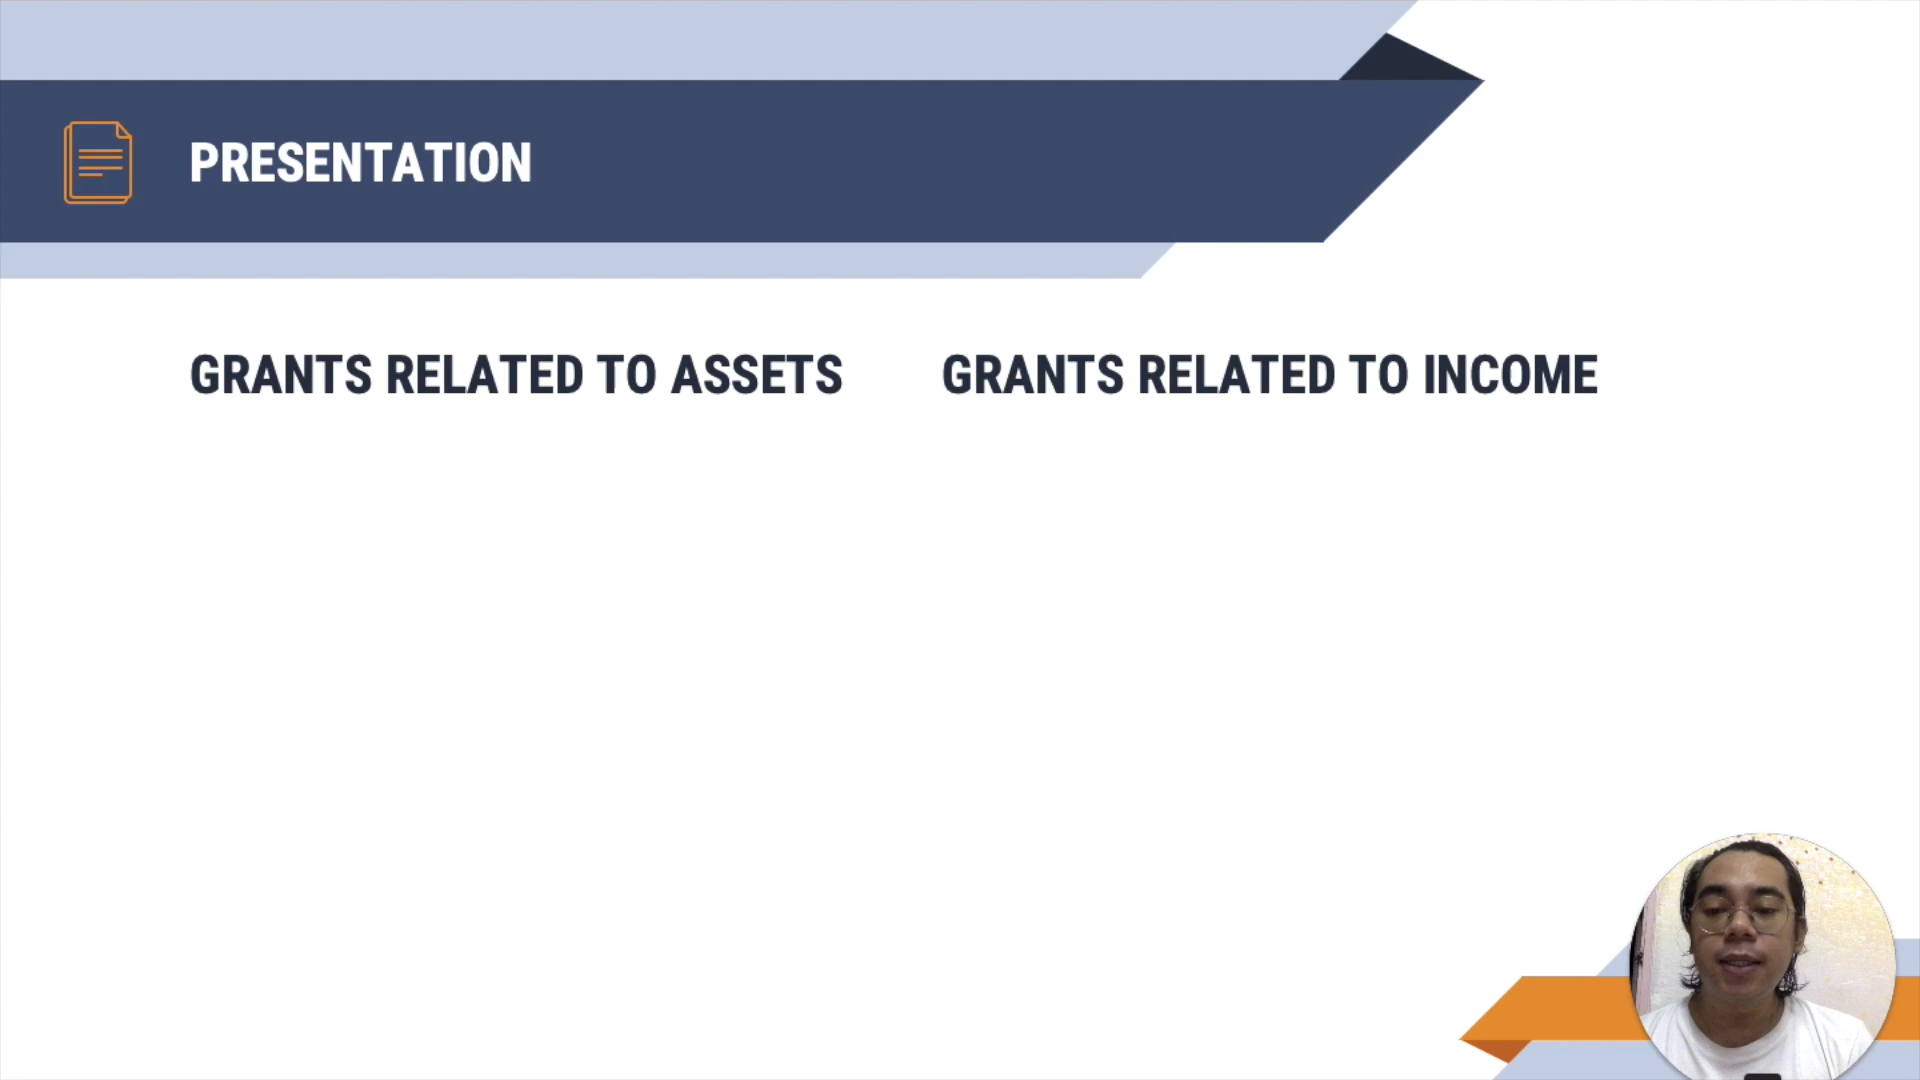 PRESENTATION
GRANTS RELATED TO ASSETS
GRANTS RELATED TO INCOME